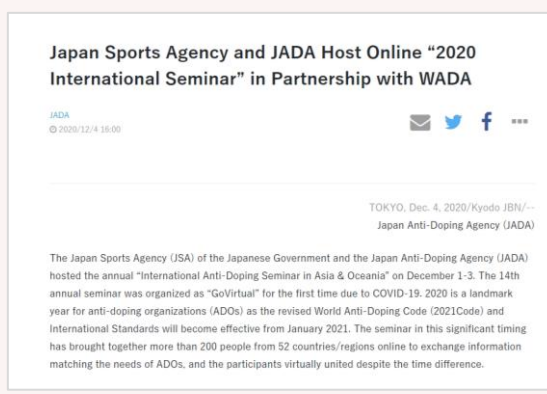 Japan Sports Agency and JADA Host Online “2020
International Seminar” in Partnership with WADA
JADA
2020/12/4 16:00
TOKYO, Dec. 4, 2020/Kyodo JBN/--
Japan Anti-Doping Agency (JADA)
The Japan Sports Agency (JSA) of the Japanese Government and the Japan Anti-Doping Agency (JADA)
hosted the annual “International Anti-Doping Seminar in Asia & Oceania” on December 1-3. The 14th
annual seminar was organized as “GoVirtual” for the first time due to COVID-19. 2020 is a landmark
year for anti-doping organizations (ADOs) as the revised World Anti-Doping Code (2021Code) and
International Standards will become effective from January 2021. The seminar in this significant timing
has brought together more than 200 people from 52 countries/regions online to exchange information
matching the needs of ADOs, and the participants virtually united despite the time difference.